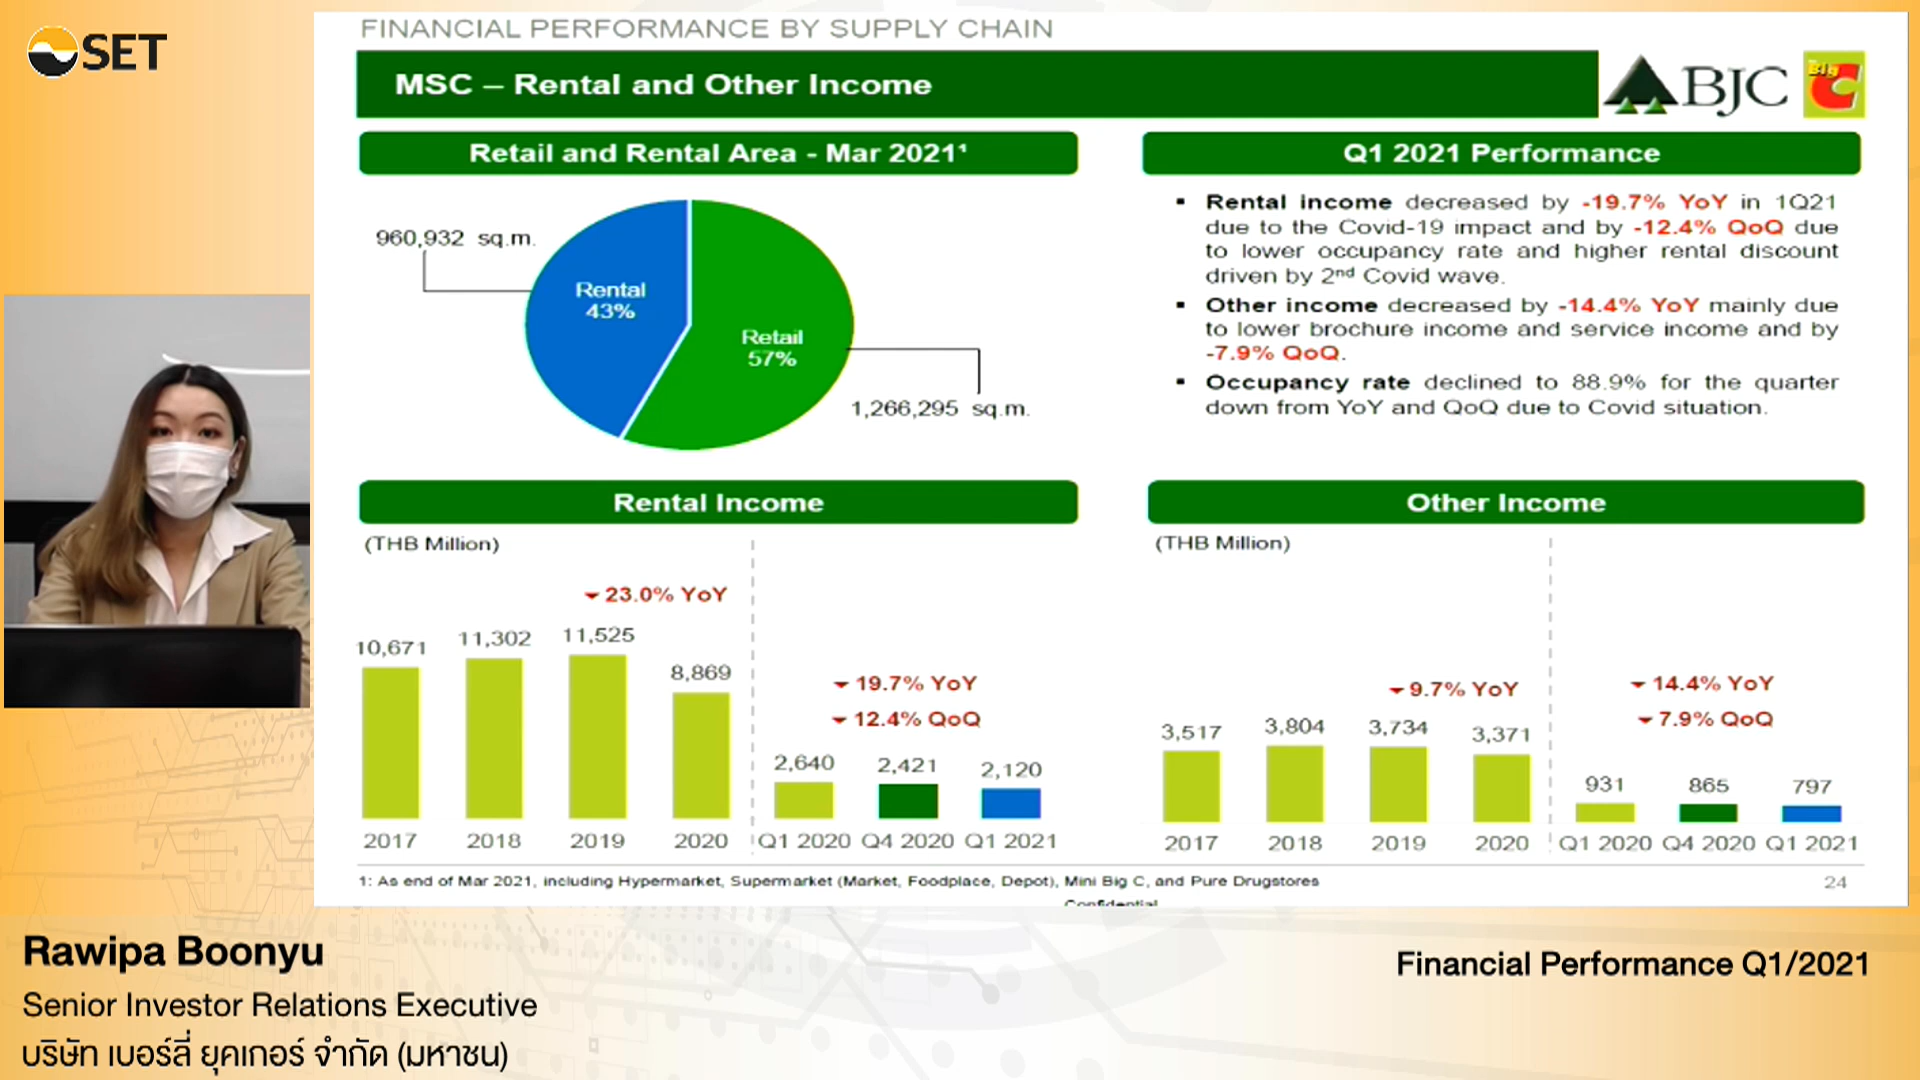 SET
FINANCIAL PERFORMANCE BY SUPPLY CHAIN
MSC – Rental and Other Income
BJC
Big C
Retail and Rental Area - Mar 2021¹
960,932 sq.m.
Rental
43%
Retail
57%
1,266,295 sq.m.
Q1 2021 Performance
▪ Rental income decreased by -19.7% YoY in 1Q21
due to the Covid-19 impact and by -12.4% QoQ due
to lower occupancy rate and higher rental discount
driven by 2nd Covid wave.
▪ Other income decreased by -14.4% YoY mainly due
to lower brochure income and service income and by
-7.9% QoQ.
▪ Occupancy rate declined to 88.9% for the quarter
down from YoY and QoQ due to Covid situation.
Rental Income
(THB Million)
23.0% YoY
10,671 11,302 11,525 8,869
19.7% YoY
12.4% QoQ
2,640 2,421 2,120
2017 2018 2019 2020 Q1 2020 Q4 2020 Q1 2021
Other Income
(THB Million)
9.7% YoY
3,517 3,804 3,734 3,371
14.4% YoY
7.9% QoQ
931 865 797
2017 2018 2019 2020 Q1 2020 Q4 2020 Q1 2021
1: As end of Mar 2021, including Hypermarket, Supermarket (Market, Foodplace, Depot), Mini Big C, and Pure Drugstores
24
Confidential
Rawipa Boonyu
Senior Investor Relations Executive
บริษัท เบอร์ลี่ ยุคเกอร์ จำกัด (มหาชน)
Financial Performance Q1/2021